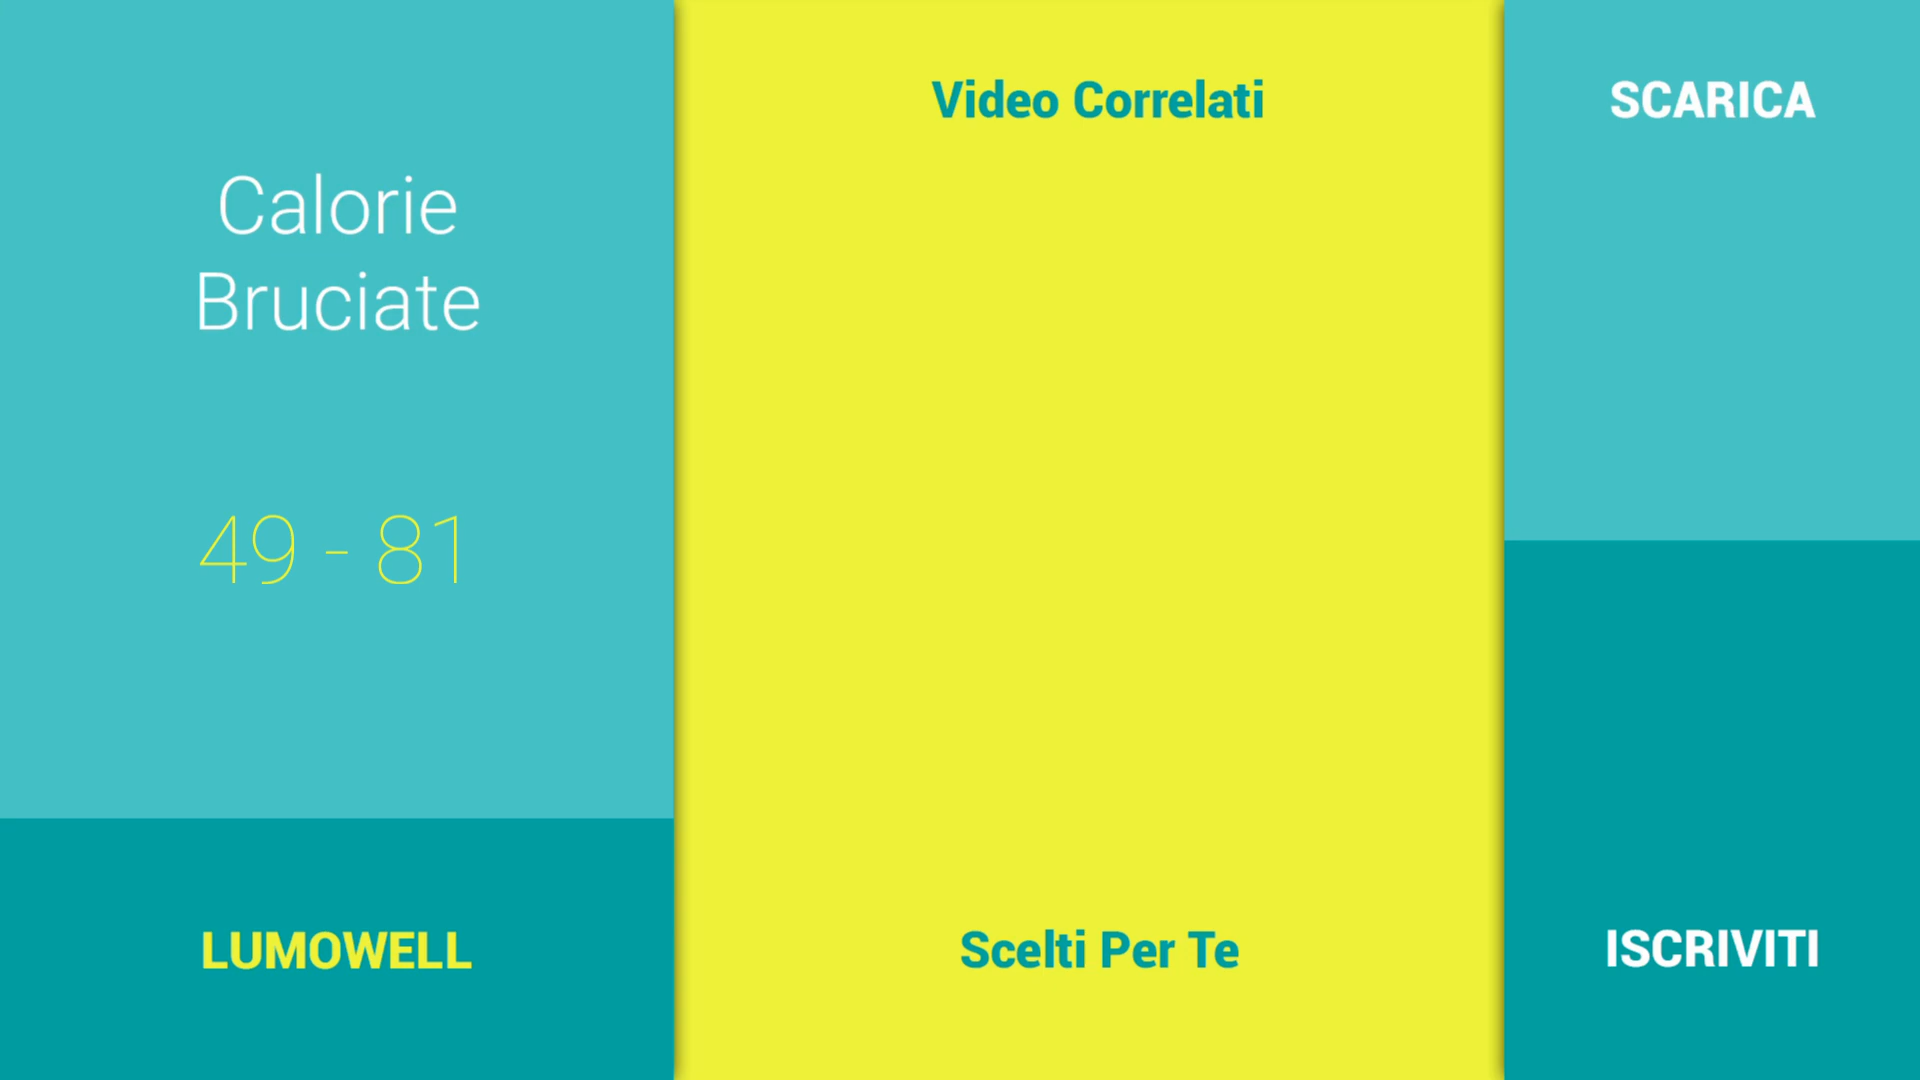 Calorie
Bruciate
49 - 81
LUMOWELL
Video Correlati
Scelti Per Te
SCARICA
ISCRIVITI